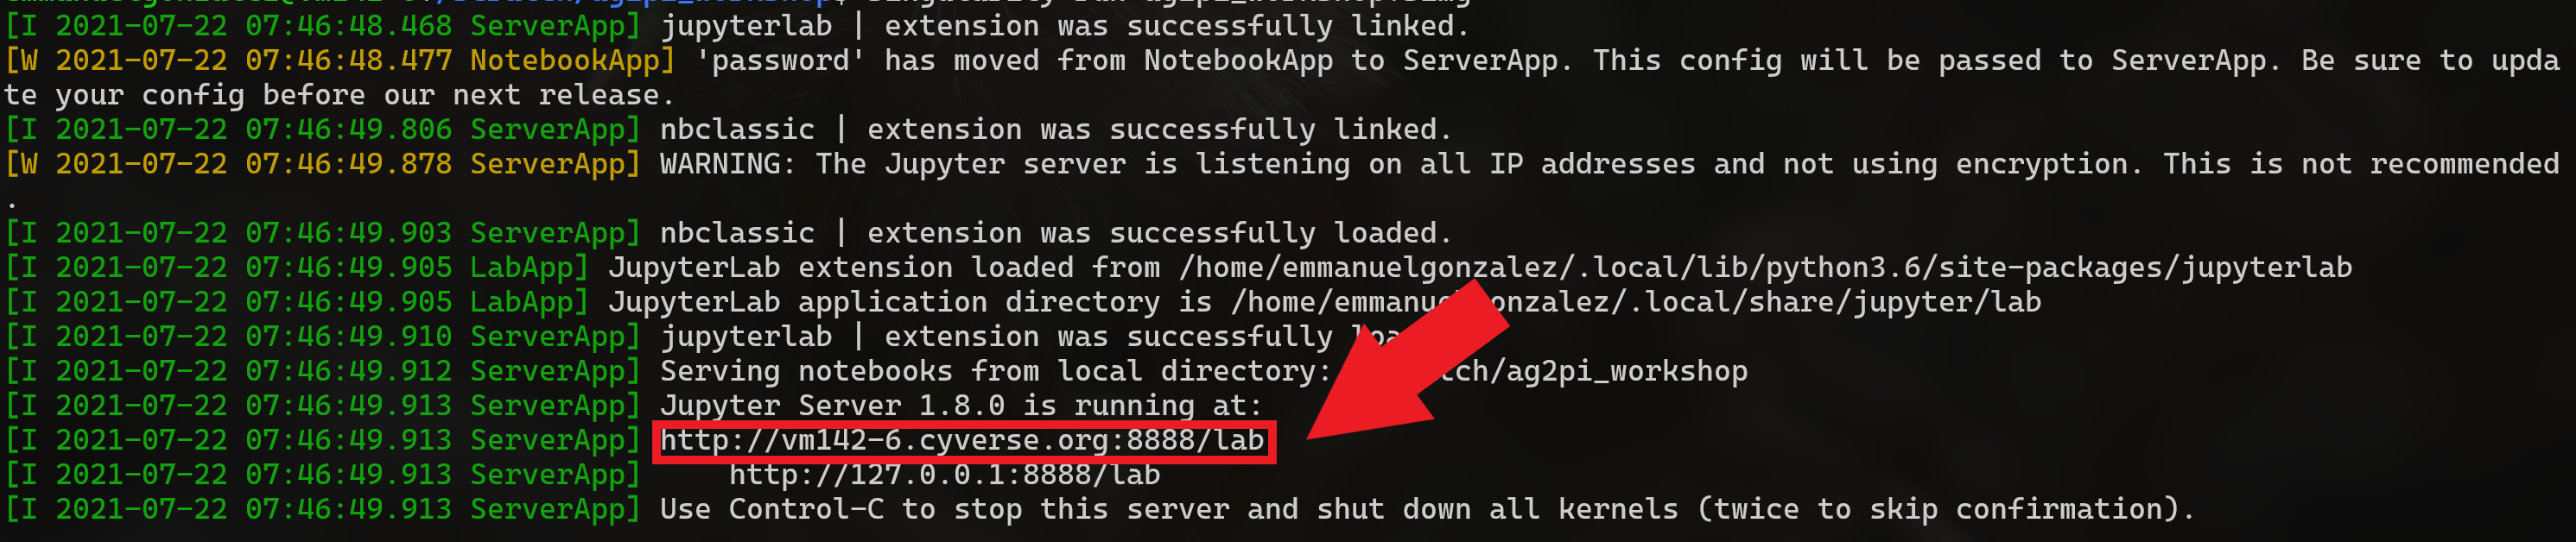 [I 2021-07-22 07:46:48.468 ServerApp] jupyterlab | extension was successfully linked.
[W 2021-07-22 07:46:48.477 NotebookApp] 'password' has moved from NotebookApp to ServerApp. This config will be passed to ServerApp. Be sure to upda
te your config before our next release.
[I 2021-07-22 07:46:49.806 ServerApp] nbclassic | extension was successfully linked.
[W 2021-07-22 07:46:49.878 ServerApp] WARNING: The Jupyter server is listening on all IP addresses and not using encryption. This is not recommended
.
[I 2021-07-22 07:46:49.903 ServerApp] nbclassic | extension was successfully loaded.
[I 2021-07-22 07:46:49.905 LabApp] JupyterLab extension loaded from /home/emmanuelgonzalez/.local/lib/python3.6/site-packages/jupyterlab
[I 2021-07-22 07:46:49.905 LabApp] JupyterLab application directory is /home/emmanuelgonzalez/.local/share/jupyter/lab
[I 2021-07-22 07:46:49.910 ServerApp] jupyterlab | extension was successfully
[I 2021-07-22 07:46:49.912 ServerApp] Serving notebooks from local directory: tch/ag2pi_workshop
[I 2021-07-22 07:46:49.913 ServerApp] Jupyter Server 1.8.0 is running at:
[I 2021-07-22 07:46:49.913 ServerApp] http://vm142-6.cyverse.org:8888/lab
[I 2021-07-22 07:46:49.913 ServerApp]     http://127.0.0.1:8888/lab
[I 2021-07-22 07:46:49.913 ServerApp] Use Control-C to stop this server and shut down all kernels (twice to skip confirmation).